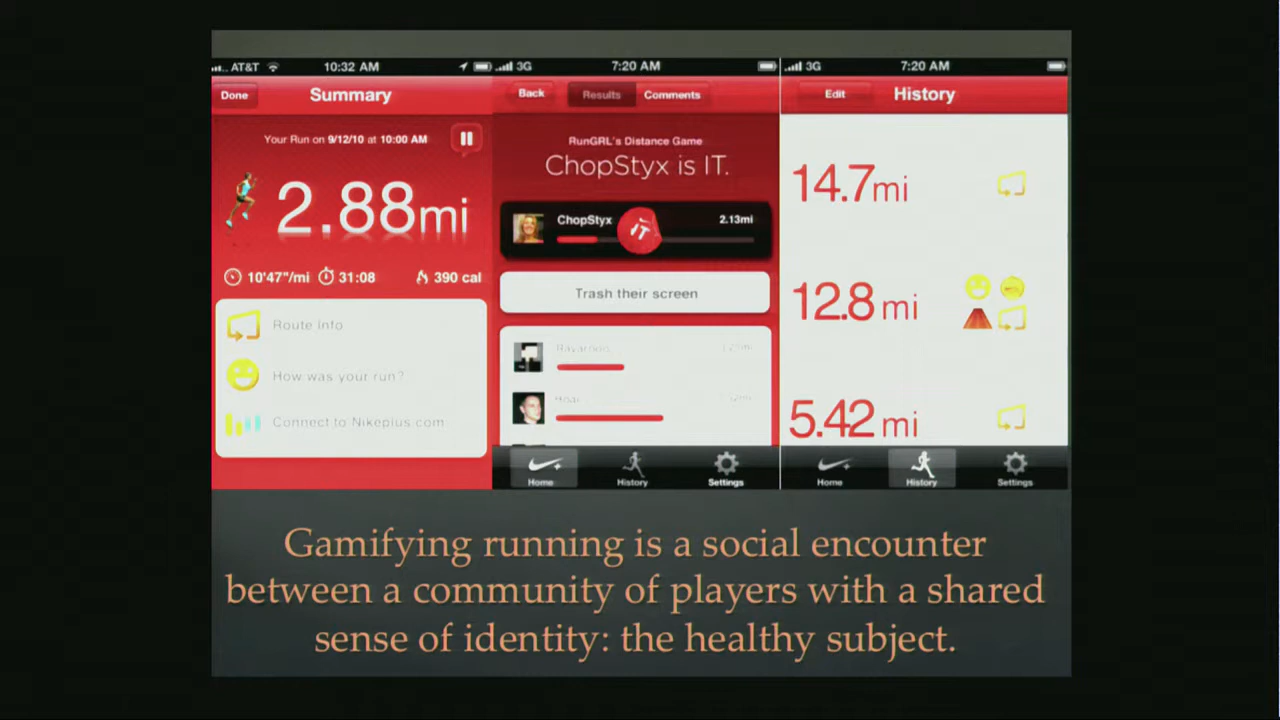 AT&T 10:32 AM
Done Summary
Your Run on 9/12/10 at 10:00 AM
2.88mi
10'47"/mi 31:08 390 cal
Route Info
How was your run?
Connect to Nikeplus.com
3G 7:20 AM
Back Results Comments
RunGRL's Distance Game
ChopStyx is IT.
ChopStyx IT 2.13mi
Trash their screen
Home History Settings
3G 7:20 AM
Edit History
14.7mi
12.8 mi
5.42 mi
Home History Settings
Gamifying running is a social encounter
between a community of players with a shared
sense of identity: the healthy subject.